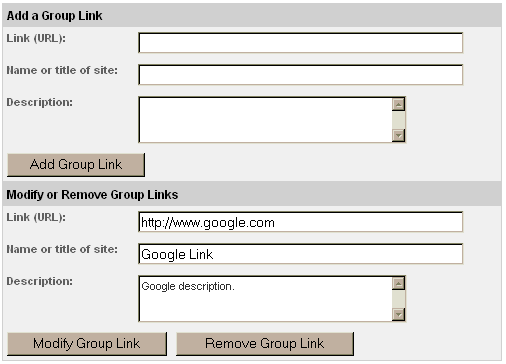 Add a Group Link
Link (URL):
Name or title of site:
Description:
Add Group Link
Modify or Remove Group Links
Link (URL): http://www.google.com
Name or title of site: Google Link
Description: Google description.
Modify Group Link Remove Group Link